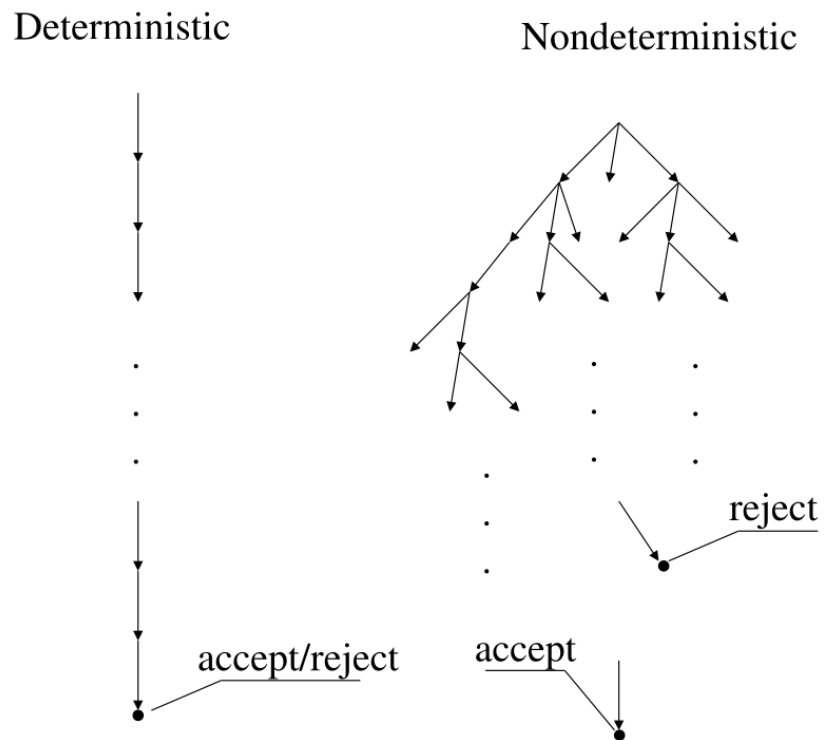 Deterministic
Nondeterministic
reject
accept/reject
accept